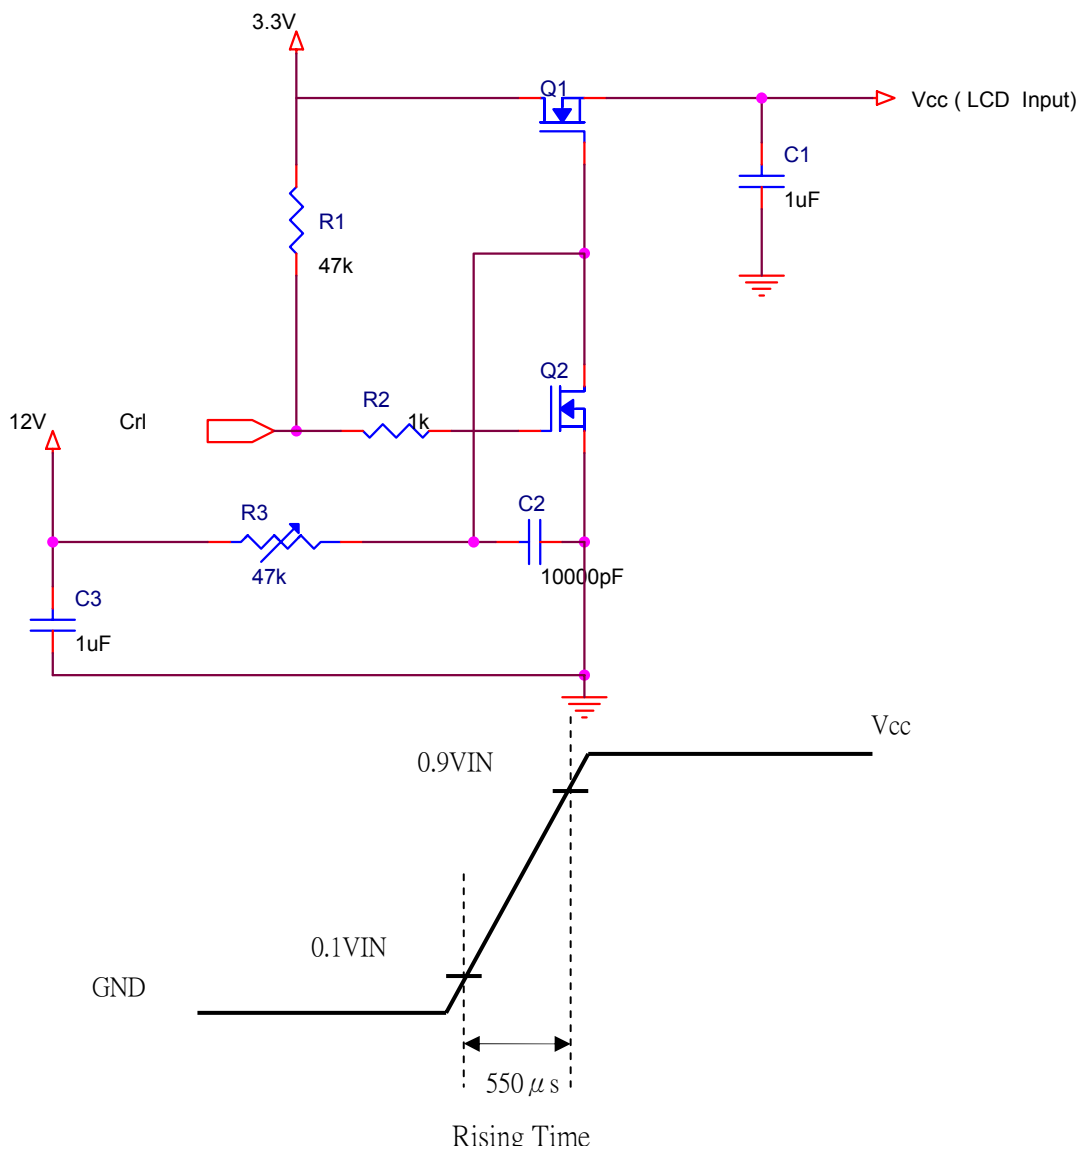 3.3V
Q1
Vcc ( LCD Input)
C1
1uF
R1
47k
Q2
R2
1k
12V
Crl
R3
47k
C2
10000pF
C3
1uF
Vcc
0.9VIN
0.1VIN
GND
550 μ s
Rising Time